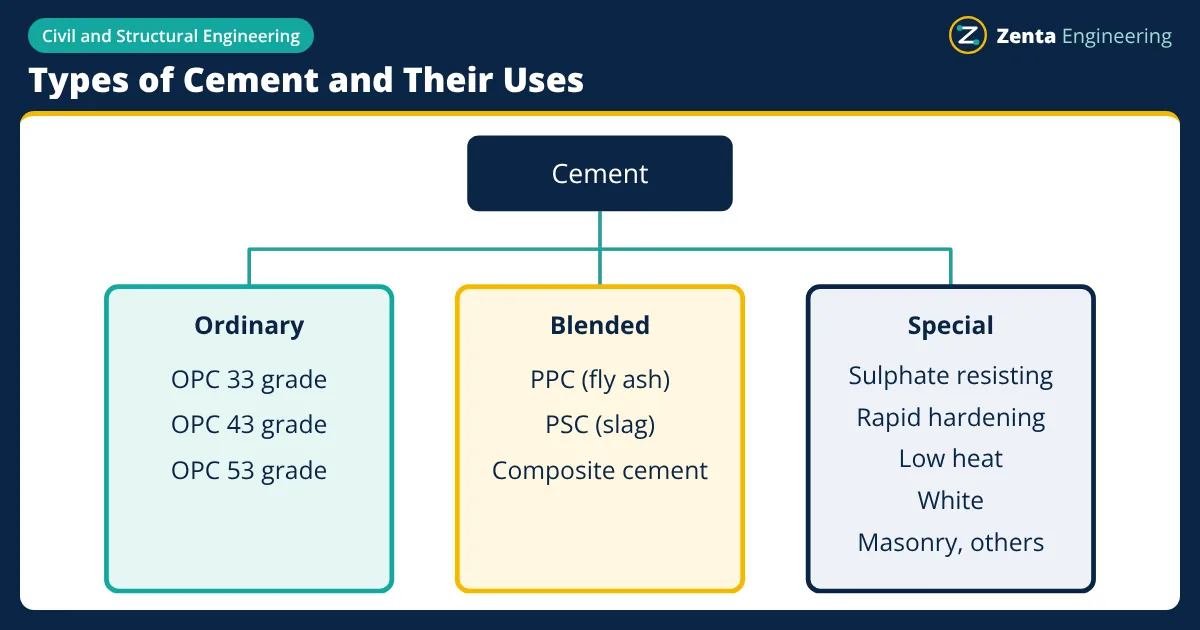 Civil and Structural Engineering
Zenta Engineering
Types of Cement and Their Uses
Cement
Ordinary
OPC 33 grade
OPC 43 grade
OPC 53 grade
Blended
PPC (fly ash)
PSC (slag)
Composite cement
Special
Sulphate resisting
Rapid hardening
Low heat
White
Masonry, others